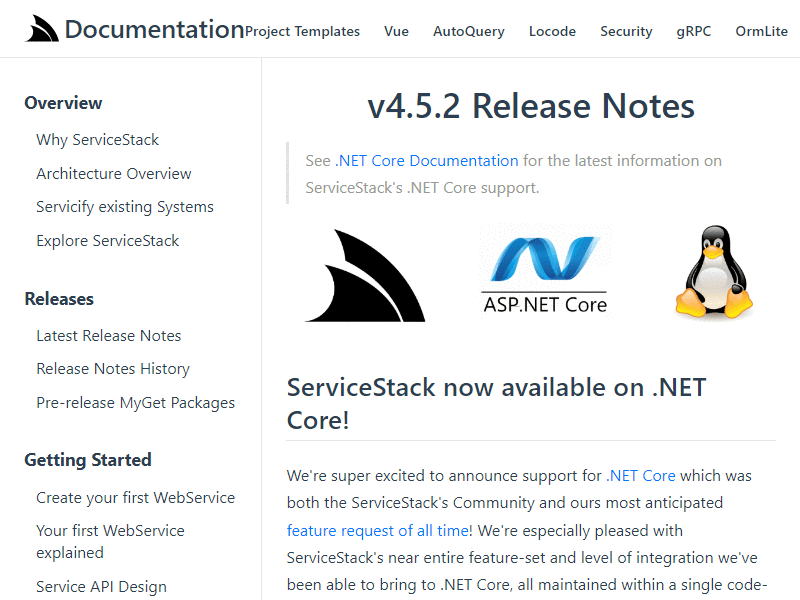 Documentation
Project Templates
Vue
AutoQuery
Locode
Security
gRPC
OrmLite
Overview
Why ServiceStack
Architecture Overview
Servicify existing Systems
Explore ServiceStack
Releases
Latest Release Notes
Release Notes History
Pre-release MyGet Packages
Getting Started
Create your first WebService
Your first WebService
explained
Service API Design
v4.5.2 Release Notes
See .NET Core Documentation for the latest information on
ServiceStack's .NET Core support.
ASP.NET Core
ServiceStack now available on .NET
Core!
We're super excited to announce support for .NET Core which was
both the ServiceStack's Community and ours most anticipated
feature request of all time! We're especially pleased with
ServiceStack's near entire feature-set and level of integration we've
been able to bring to .NET Core, all maintained within a single code-